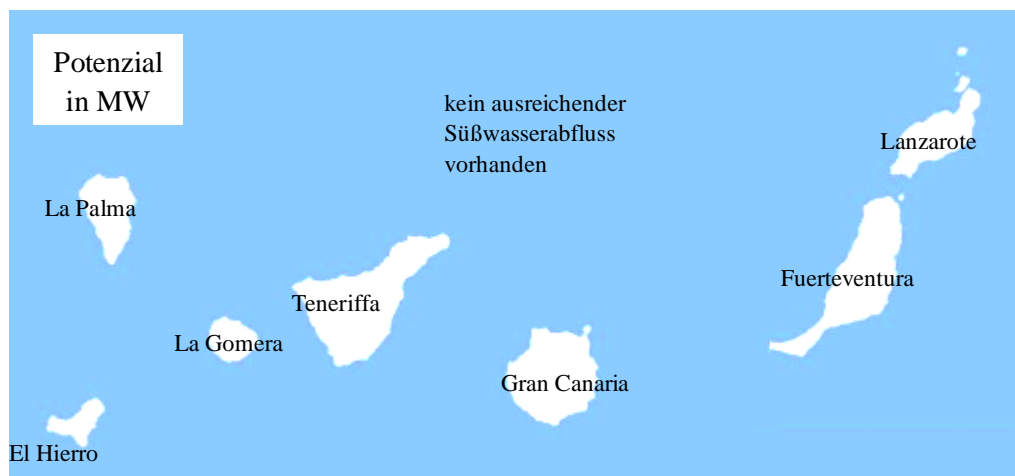 Potenzial
in MW
kein ausreichender
Süßwasserabfluss
vorhanden
Lanzarote
La Palma
Fuerteventura
Teneriffa
La Gomera
Gran Canaria
El Hierro